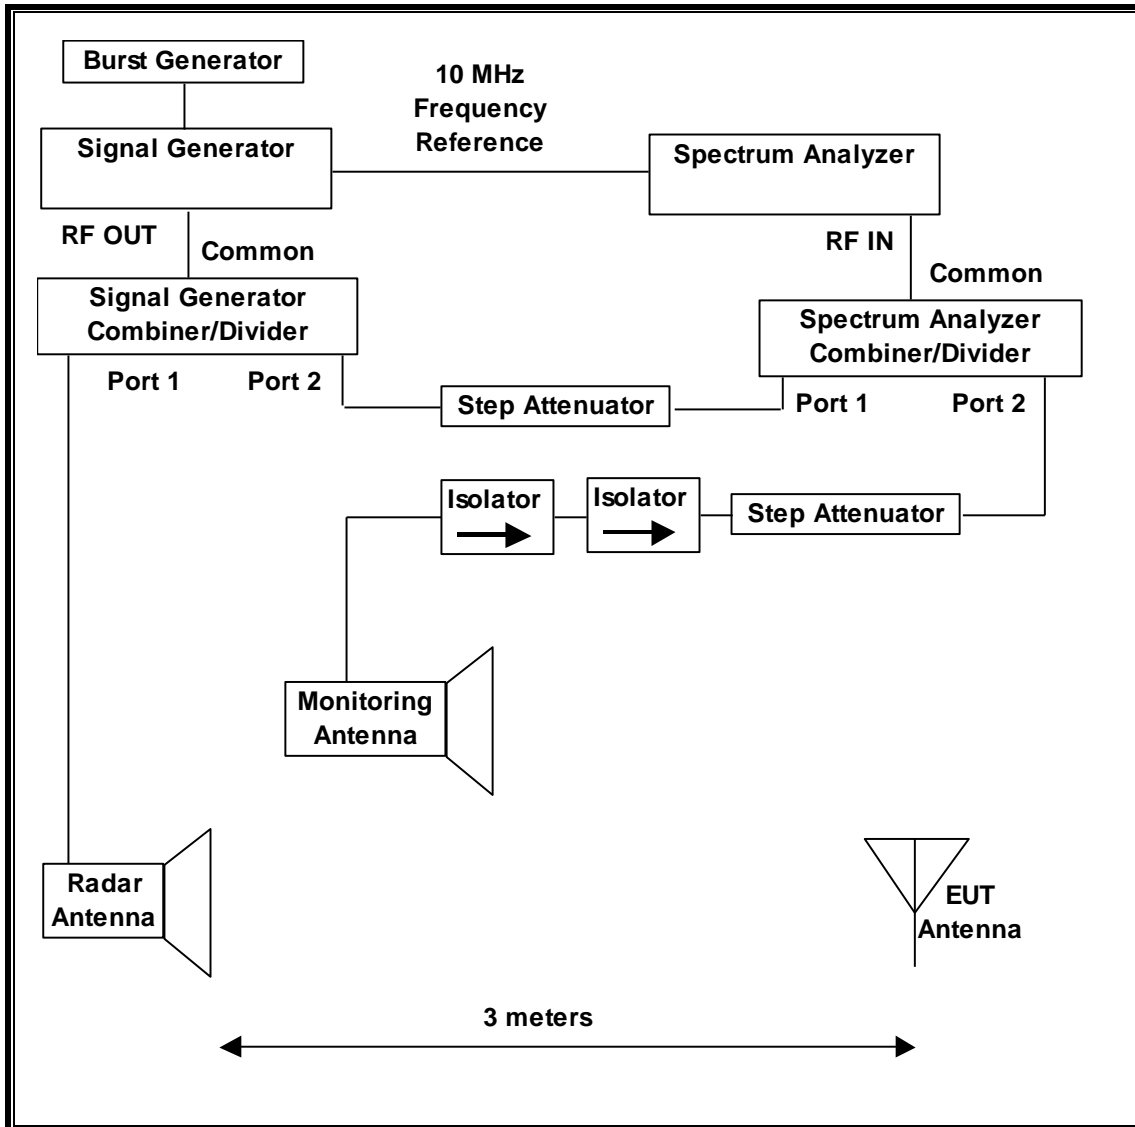 Burst Generator
10 MHz
Frequency
Reference
Signal Generator
Spectrum Analyzer
RF OUT
Common
RF IN
Common
Signal Generator
Combiner/Divider
Spectrum Analyzer
Combiner/Divider
Port 1
Port 2
Step Attenuator
Port 1
Port 2
Isolator
Isolator
Step Attenuator
Monitoring
Antenna
Radar
Antenna
EUT
Antenna
3 meters